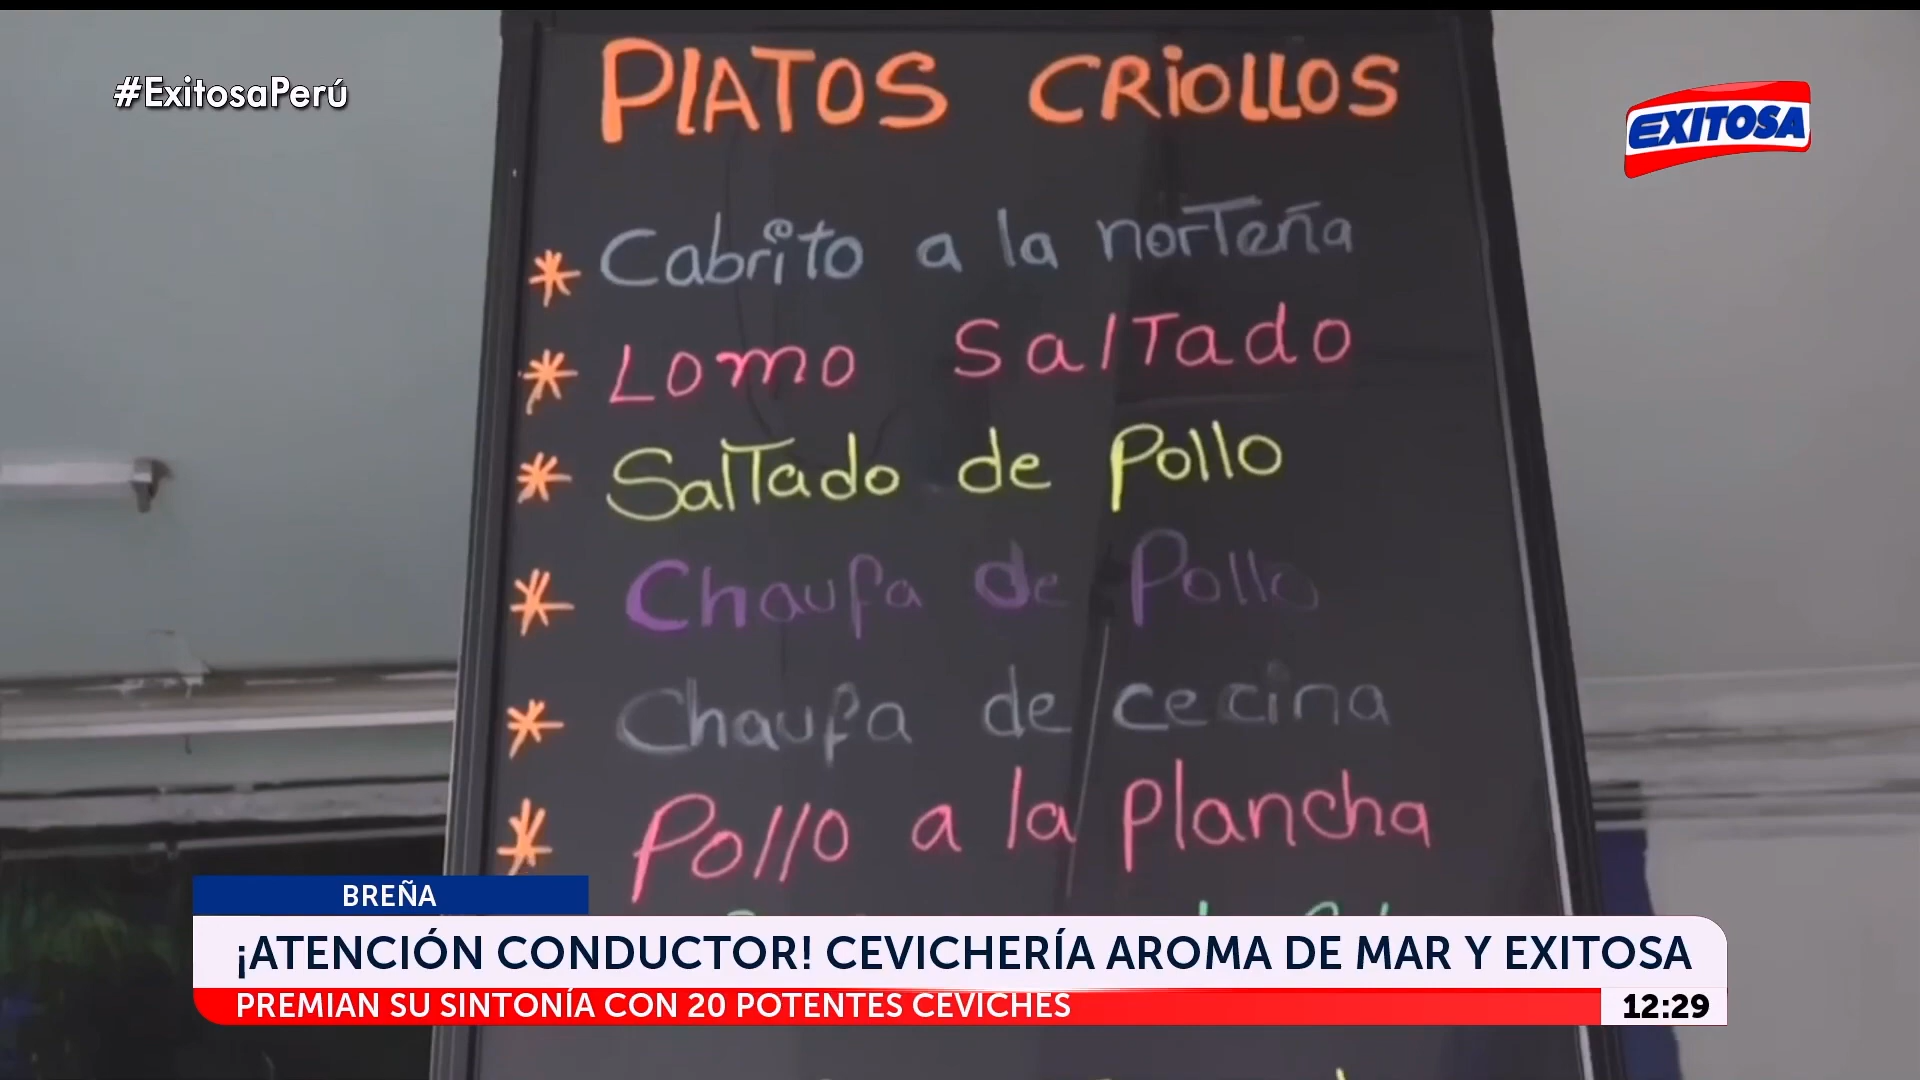 #ExitosaPerú
EXITOSA
PLATOS CRIOLLOS
* Cabrito a la norteña
* Lomo Saltado
* Saltado de Pollo
* Chaufa de Pollo
* Chaufa de cecina
* Pollo a la plancha
BREÑA
¡ATENCIÓN CONDUCTOR! CEVICHERÍA AROMA DE MAR Y EXITOSA
PREMIAN SU SINTONÍA CON 20 POTENTES CEVICHES
12:29